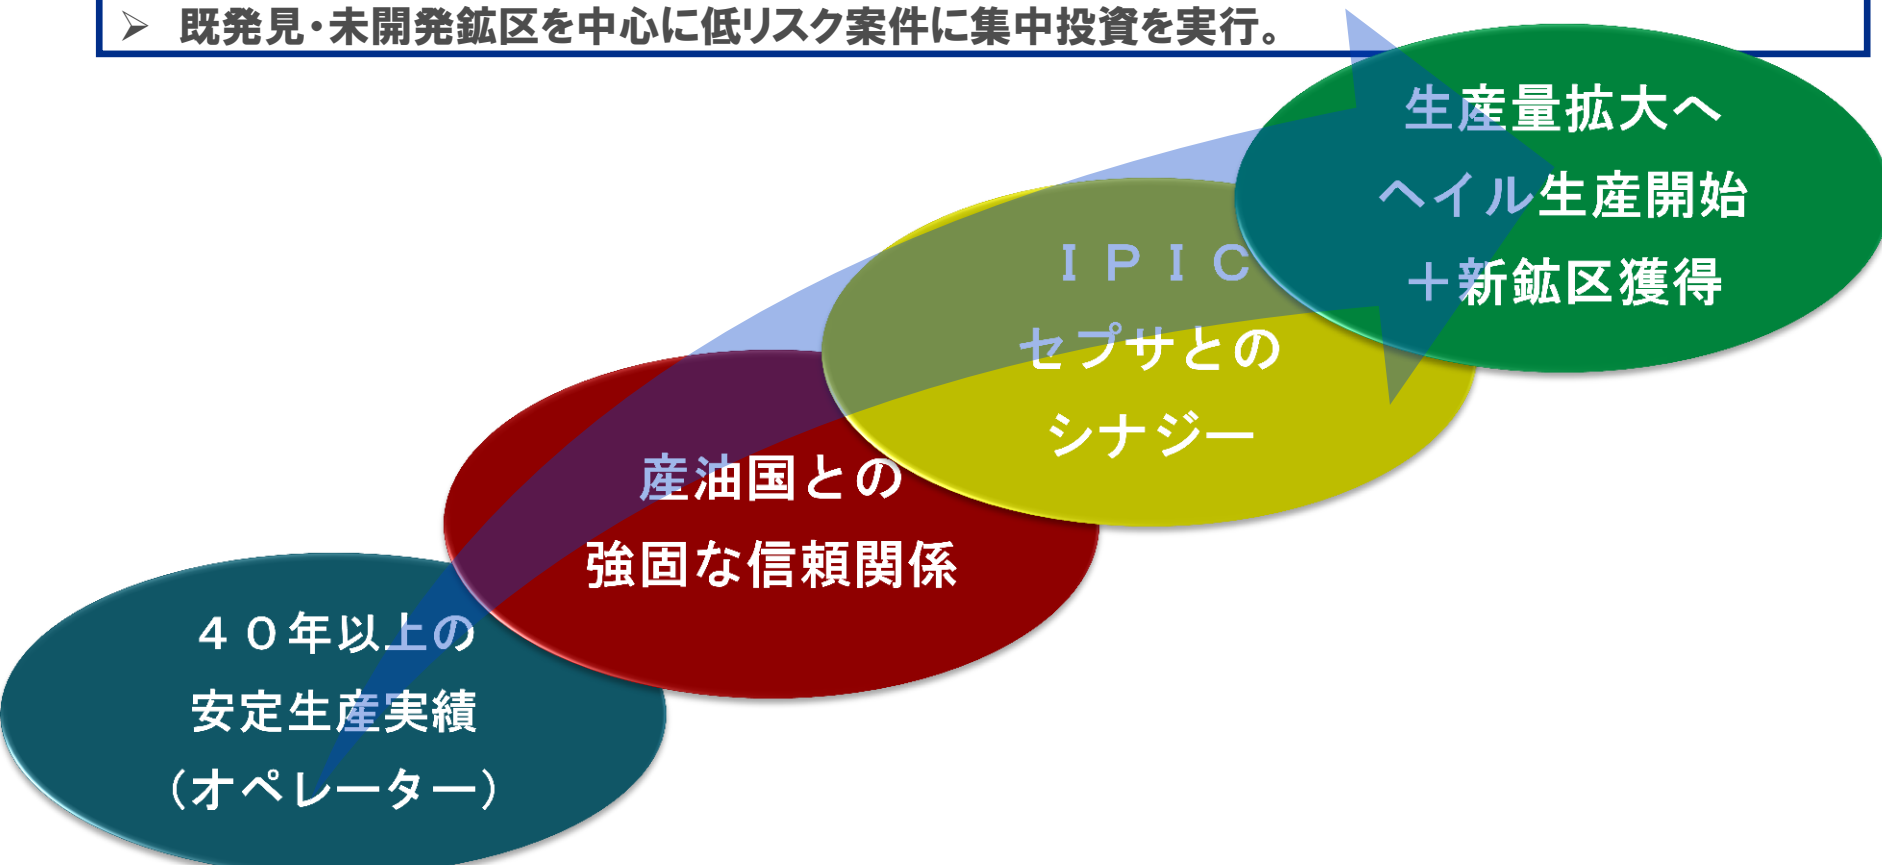 ➢ 既発見・未開発鉱区を中心に低リスク案件に集中投資を実行。
生産量拡大へ
ヘイル生産開始
＋新鉱区獲得
ＩＰＩＣ
セプサとの
シナジー
産油国との
強固な信頼関係
４０年以上の
安定生産実績
（オペレーター）